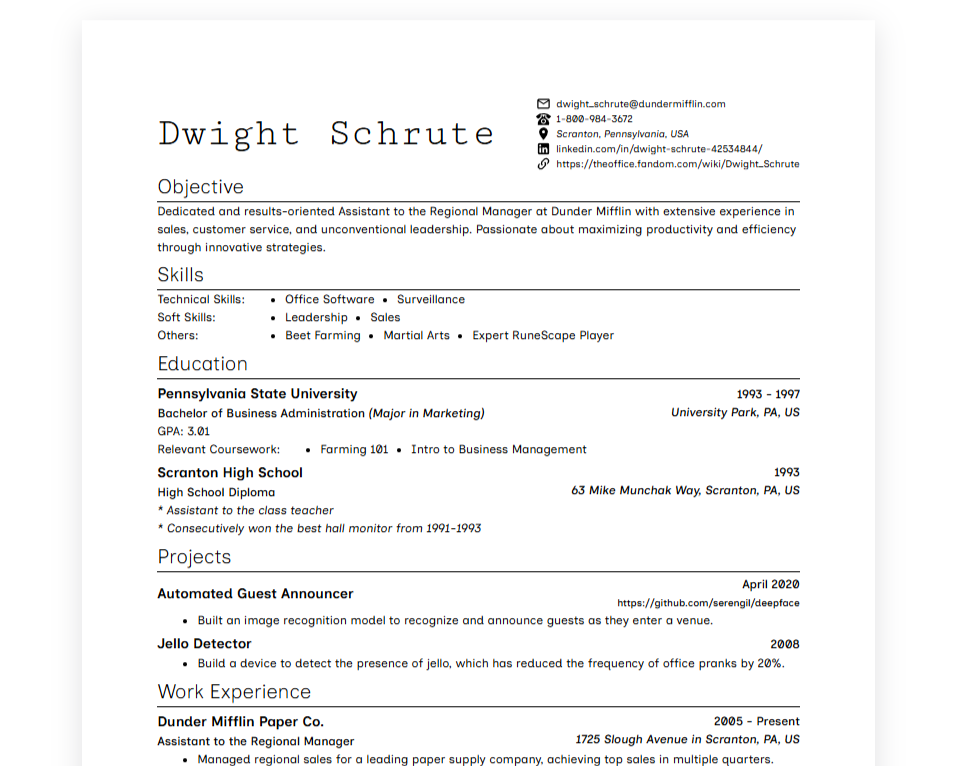 Dwight Schrute
dwight_schrute@dundermifflin.com
1-800-984-3672
Scranton, Pennsylvania, USA
linkedin.com/in/dwight-schrute-42534844/
https://theoffice.fandom.com/wiki/Dwight_Schrute
Objective
Dedicated and results-oriented Assistant to the Regional Manager at Dunder Mifflin with extensive experience in
sales, customer service, and unconventional leadership. Passionate about maximizing productivity and efficiency
through innovative strategies.
Skills
Technical Skills: • Office Software • Surveillance
Soft Skills: • Leadership • Sales
Others: • Beet Farming • Martial Arts • Expert RuneScape Player
Education
Pennsylvania State University 1993 - 1997
Bachelor of Business Administration (Major in Marketing) University Park, PA, US
GPA: 3.01
Relevant Coursework: • Farming 101 • Intro to Business Management
Scranton High School 1993
High School Diploma 63 Mike Munchak Way, Scranton, PA, US
* Assistant to the class teacher
* Consecutively won the best hall monitor from 1991-1993
Projects
Automated Guest Announcer April 2020
https://github.com/serengil/deepface
• Built an image recognition model to recognize and announce guests as they enter a venue.
Jello Detector 2008
• Build a device to detect the presence of jello, which has reduced the frequency of office pranks by 20%.
Work Experience
Dunder Mifflin Paper Co. 2005 - Present
Assistant to the Regional Manager 1725 Slough Avenue in Scranton, PA, US
• Managed regional sales for a leading paper supply company, achieving top sales in multiple quarters.